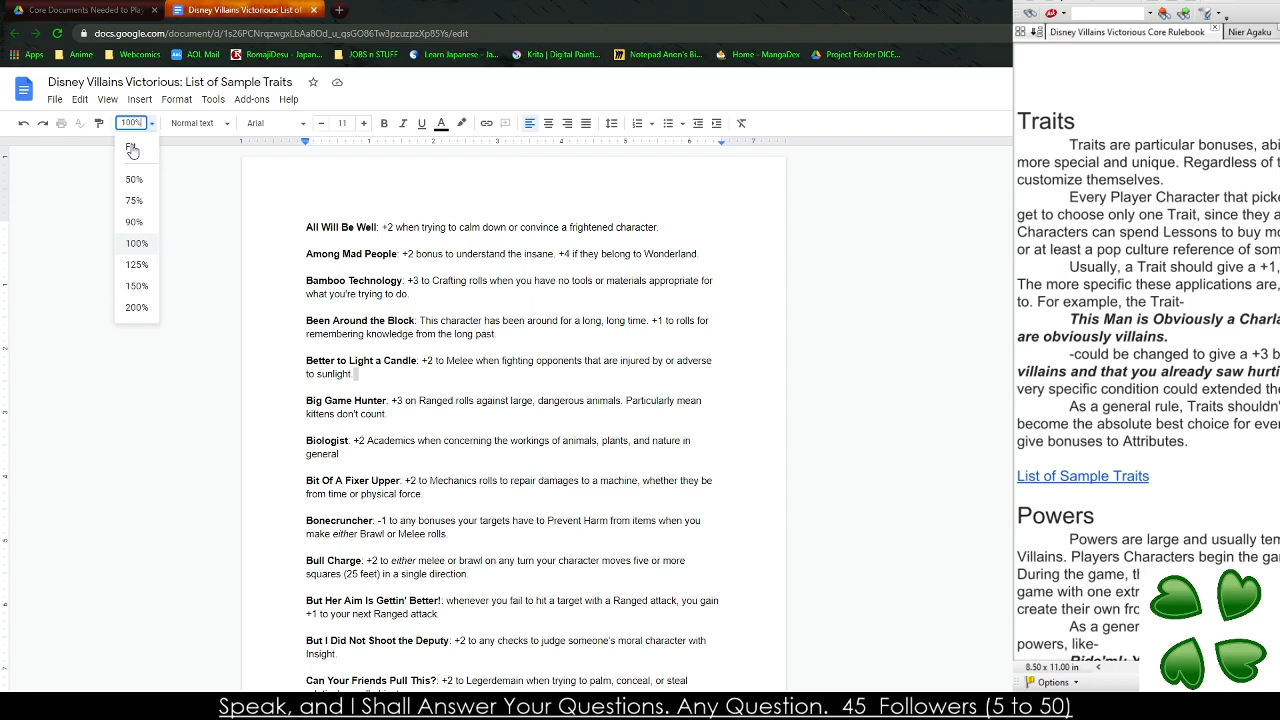 Core Documents Needed to Play
Disney Villains Victorious: List of
docs.google.com/document/d/
/edit
Apps
Anime
Webcomics
AOL Mail
RomajiDesu - Japan
JOBS n STUFF
Learn Japanese
Krita | Painting
Notepad Anon's Bi
Home - MangaDex
Project Folder DICE
Disney Villains Victorious: List of Sample Traits
File Edit View Insert Format Tools Add-ons Help
100%
Normal text
Arial
11
50%
75%
90%
100%
125%
150%
200%
All Will Be Well: +2 when trying to calm down or convince a frightened character.
Among Mad People: +2 bonus to understand the insane. +4 if they belong to Wonderland.
Bamboo Technology: +3 to Crafting rolls when you have no tools or materials appropriate for
what you're trying to do.
Been Around the Block: This character has been around for a long, long time. +1 to rolls for
remembering knowledge from the long past.
Better to Light a Candle: +2 to Melee when fighting opponents that are injured by or adverse
to sunlight.
Big Game Hunter: +3 on Ranged rolls against large, dangerous animals. Particularly mean
kittens don't count.
Biologist: +2 Academics when concerning the workings of animals, plants, and nature in
general
Bit Of A Fixer-Upper: +2 to Mechanics rolls to repair damages to a machine, whether they be
from time or physical force.
Bonecruncher: -1 to any bonuses your targets have to Prevent Harm from items when you
make either Brawl or Melee rolls.
Bull Charge: +2 to either melee or brawl on any turn your character moves five or more
squares (25 feet) in a single direction.
But Her Aim Is Gettin' Better!: whenever you fail to hit a target with a Ranged attack, you gain
+1 to your next Ranged attack.
But I Did Not Shoot the Deputy: +2 to any checks to judge someone's moral character with
Insight.
Can Your Friends Pull This?: +2 to Legerdemain when trying to palm, conceal, or steal
Disney Villains Victorious Core Rulebook
Nier Agaku
Traits
Traits are particular bonuses, abi
more special and unique. Regardless of t
customize themselves.
Every Player Character that picke
get to choose only one Trait, since they a
Characters can spend Lessons to buy mo
or at least a pop culture reference of som
Usually, a Trait should give a +1,
The more specific these applications are,
to. For example, the Trait-
This Man is Obviously a Charla
are obviously villains.
-could be changed to give a +3 b
villains and that you already saw hurti
very specific condition could extended the
As a general rule, Traits shouldn'
become the absolute best choice for ever
give bonuses to Attributes.
List of Sample Traits
Powers
Powers are large and usually tem
Villains. Players Characters begin the ga
During the game, th
game with one extr
create their own fro
As a gener
powers, like-
8.50 x 11.00 in
Options
Speak, and I Shall Answer Your Questions. Any Question. 45 Followers (5 to 50)